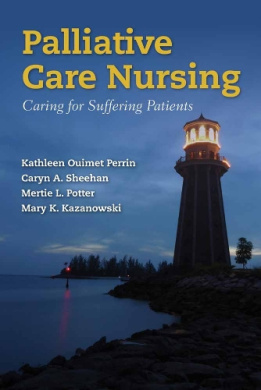 Palliative
Care Nursing
Caring for Suffering Patients
Kathleen Ouimet Perrin
Caryn A. Sheehan
Mertie L. Potter
Mary K. Kazanowski